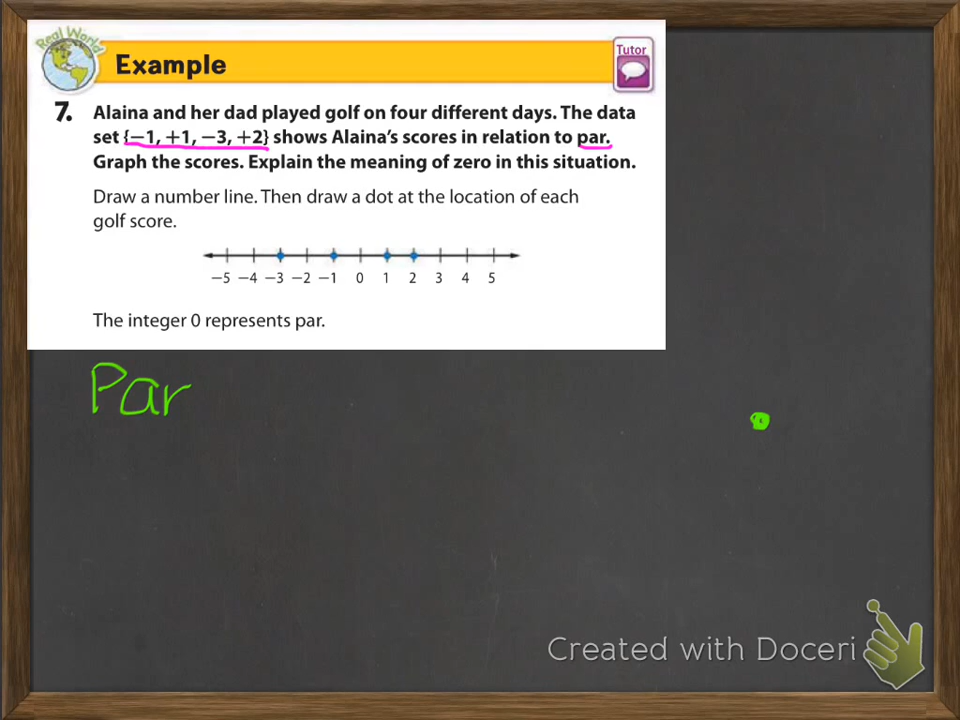 Real World
Example
Tutor
7. Alaina and her dad played golf on four different days. The data
set {−1, +1, −3, +2} shows Alaina's scores in relation to par.
Graph the scores. Explain the meaning of zero in this situation.
Draw a number line. Then draw a dot at the location of each
golf score.
−5 −4 −3 −2 −1 0 1 2 3 4 5
The integer 0 represents par.
Par
Created with Doceri